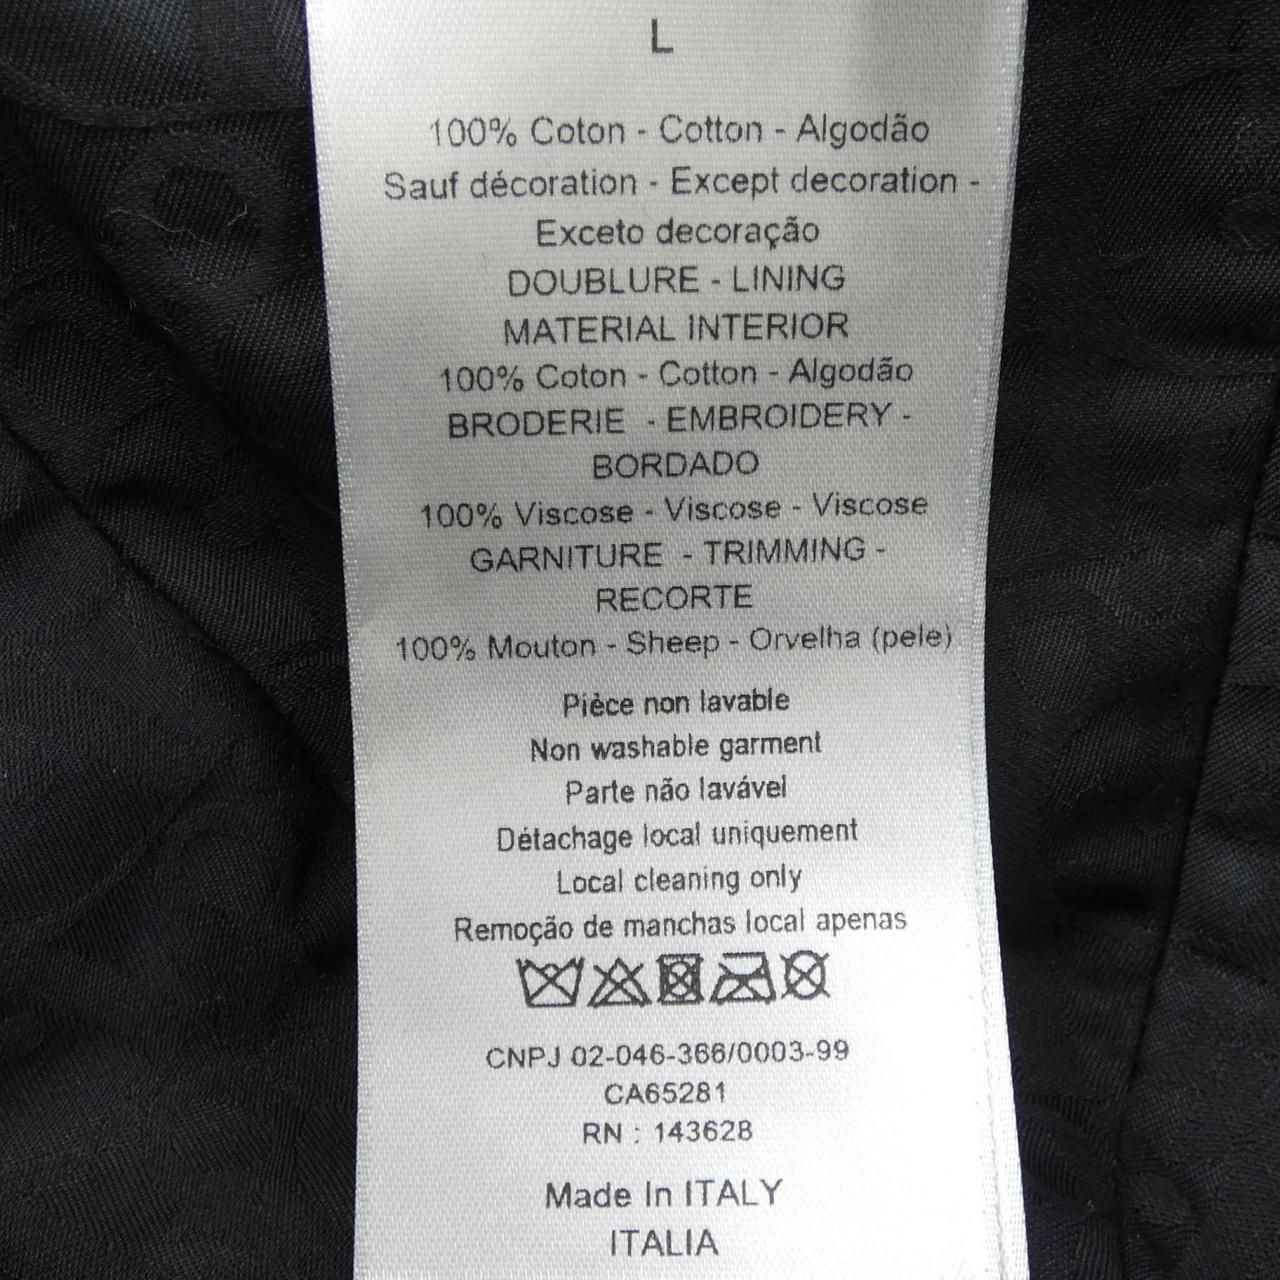 L
100% Coton - Cotton - Algodão
Sauf décoration - Except decoration -
Exceto decoração
DOUBLURE - LINING
MATERIAL INTERIOR
100% Coton - Cotton - Algodão
BRODERIE - EMBROIDERY -
BORDADO
100% Viscose - Viscose - Viscose
GARNITURE - TRIMMING -
RECORTE
100% Mouton - Sheep - Orvelha (pele)
Pièce non lavable
Non washable garment
Parte não lavável
Détachage local uniquement
Local cleaning only
Remoção de manchas local apenas
CNPJ 02-046-366/0003-99
CA65281
RN : 143628
Made In ITALY
ITALIA